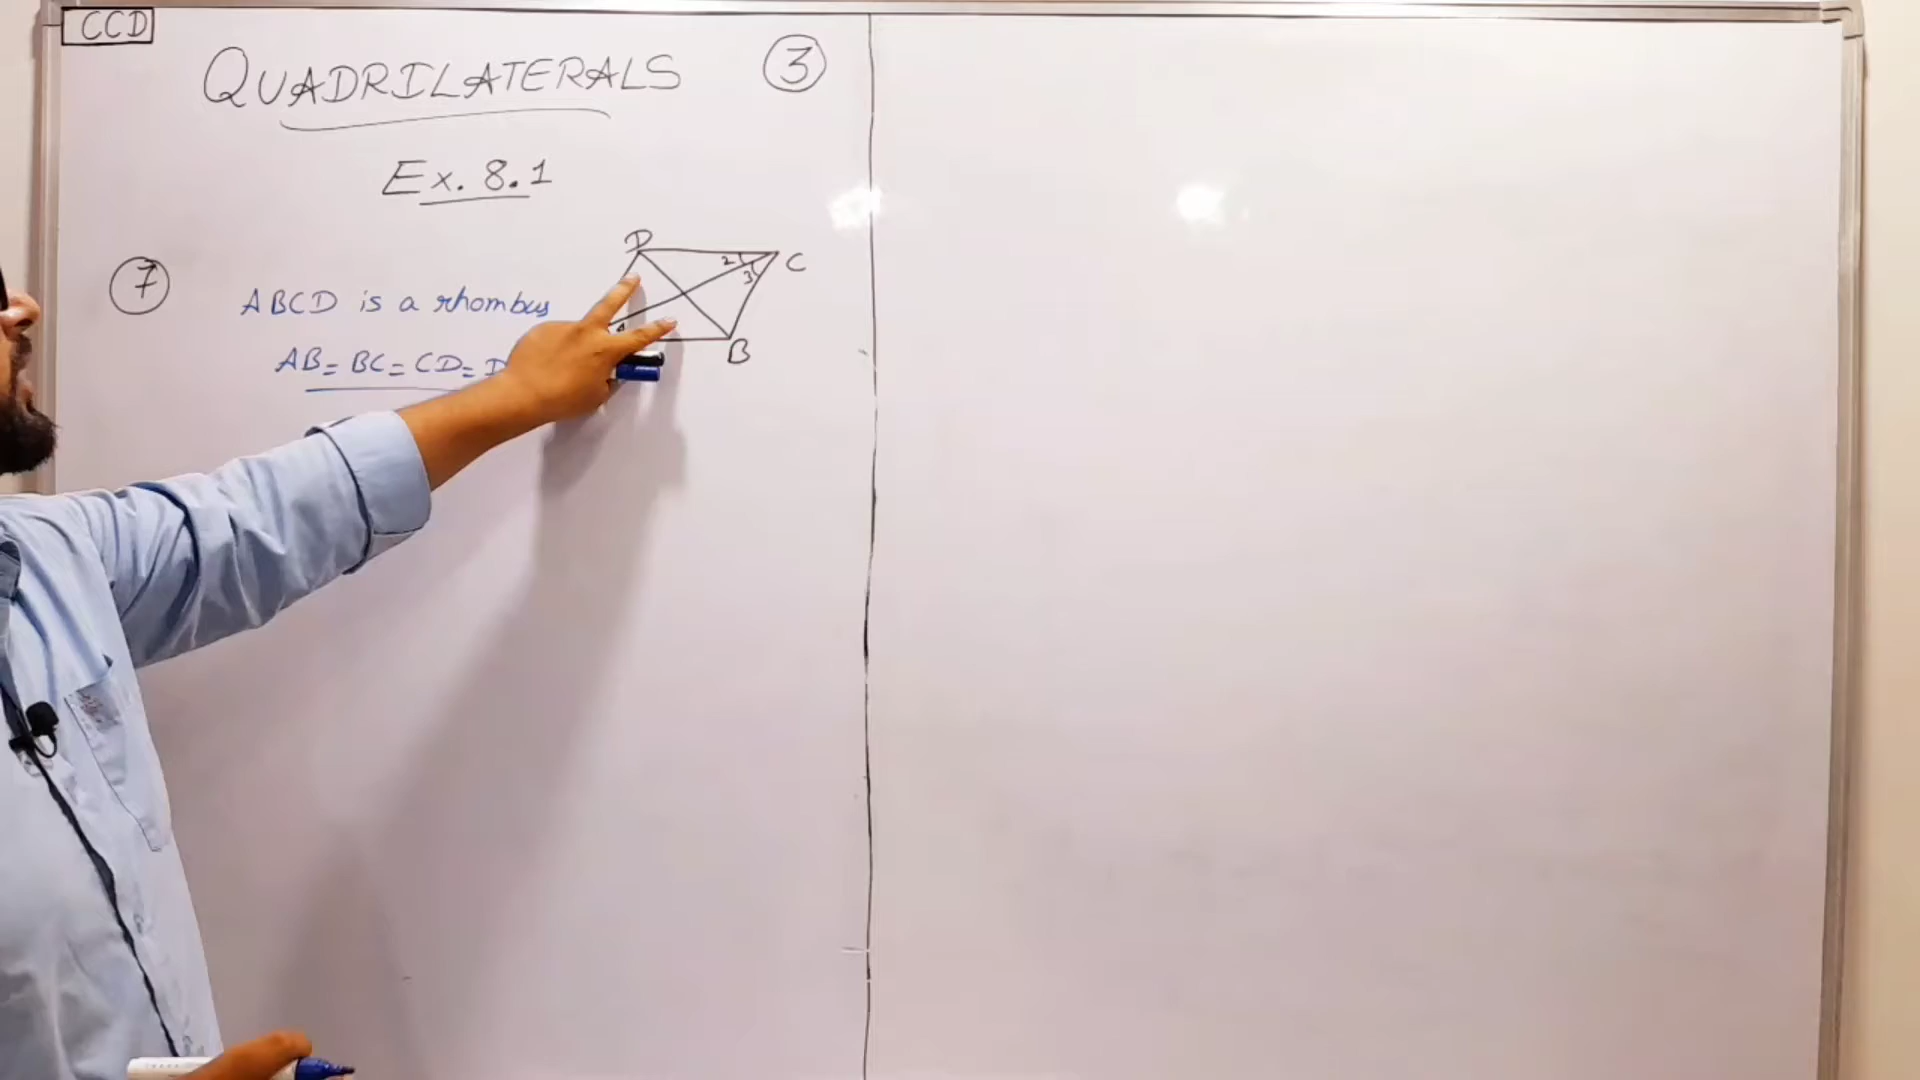 CCD
QUADRILATERALS
3
Ex. 8.1
7
ABCD is a rhombus
AB = BC = CD = D
D
C
2
3
B